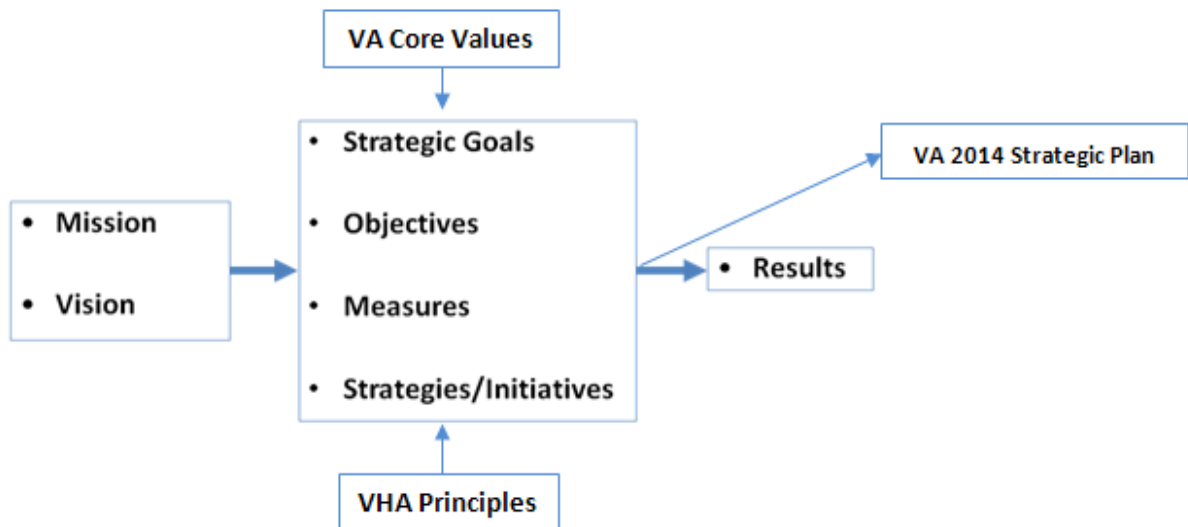 VA Core Values
• Strategic Goals
• Objectives
• Measures
• Strategies/Initiatives
VA 2014 Strategic Plan
• Mission
• Vision
• Results
VHA Principles